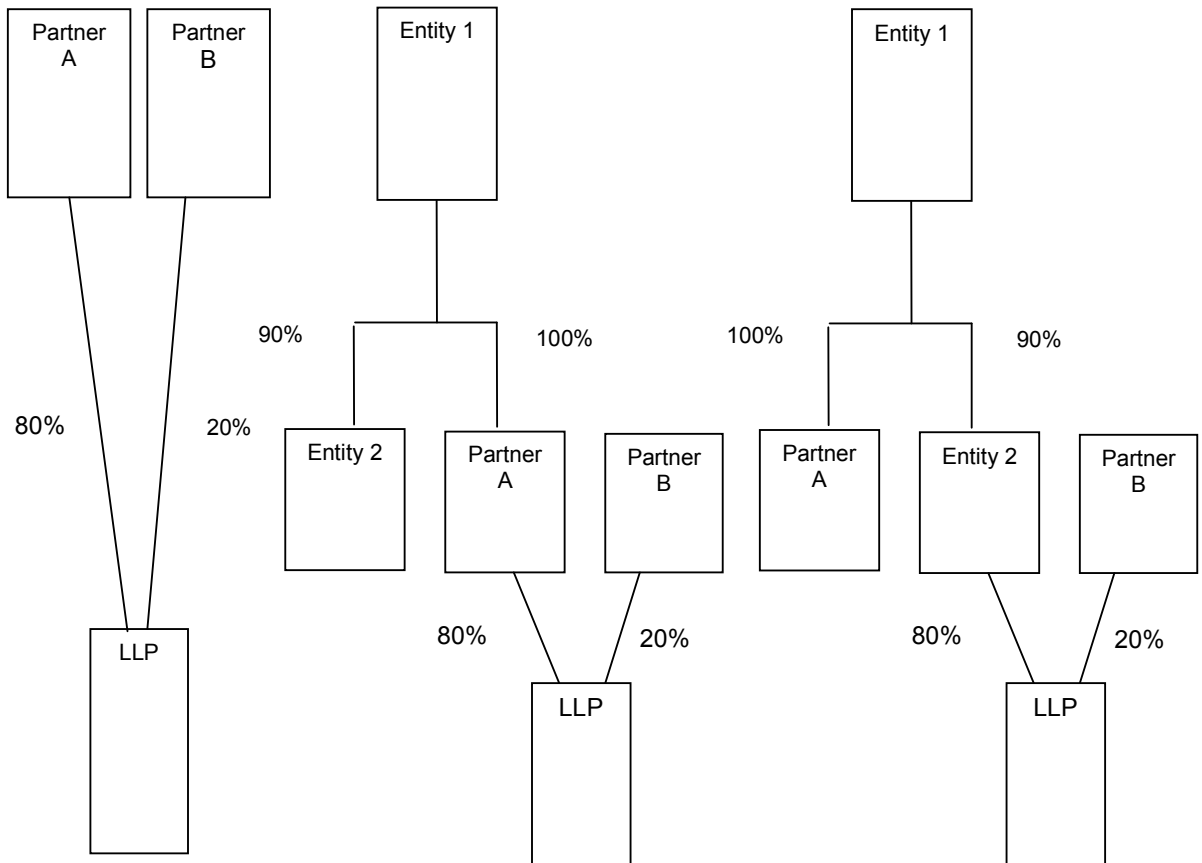 Partner
A
Partner
B
80%
20%
LLP
Entity 1
90%
100%
Entity 2
Partner
A
Partner
B
80%
20%
LLP
Entity 1
100%
90%
Partner
A
Entity 2
Partner
B
80%
20%
LLP